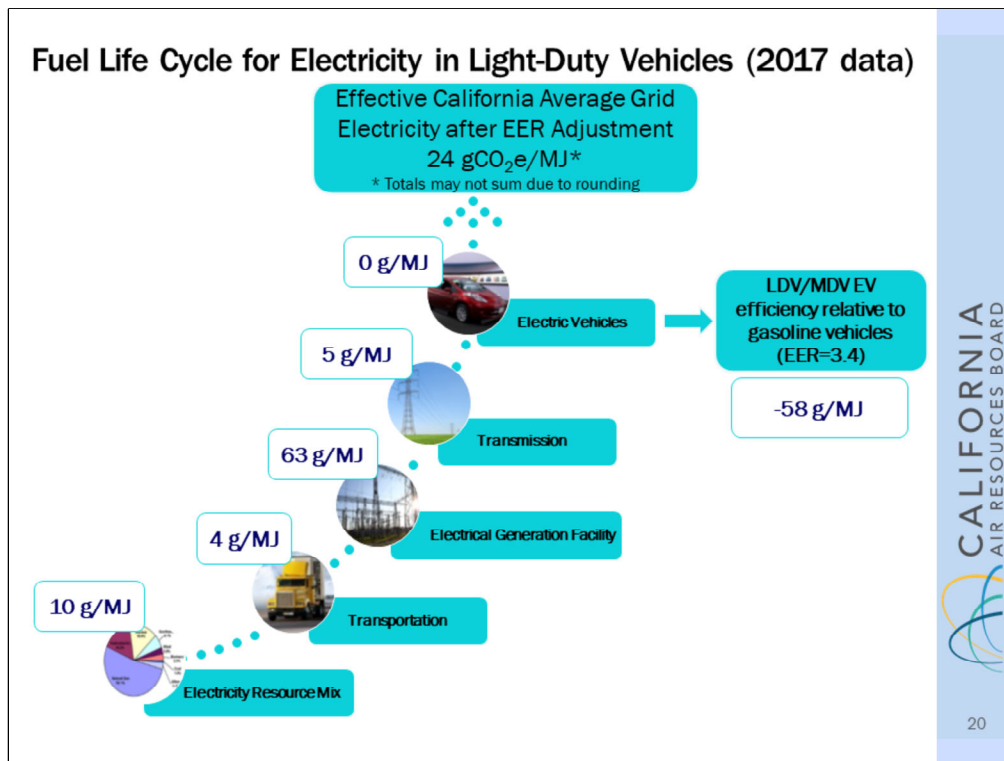 Fuel Life Cycle for Electricity in Light-Duty Vehicles (2017 data)
Effective California Average Grid
Electricity after EER Adjustment
24 gCO₂e/MJ*
* Totals may not sum due to rounding
0 g/MJ
Electric Vehicles
LDV/MDV EV
efficiency relative to
gasoline vehicles
(EER=3.4)
-58 g/MJ
5 g/MJ
Transmission
63 g/MJ
Electrical Generation Facility
4 g/MJ
Transportation
10 g/MJ
Electricity Resource Mix
CALIFORNIA
AIR RESOURCES BOARD
20